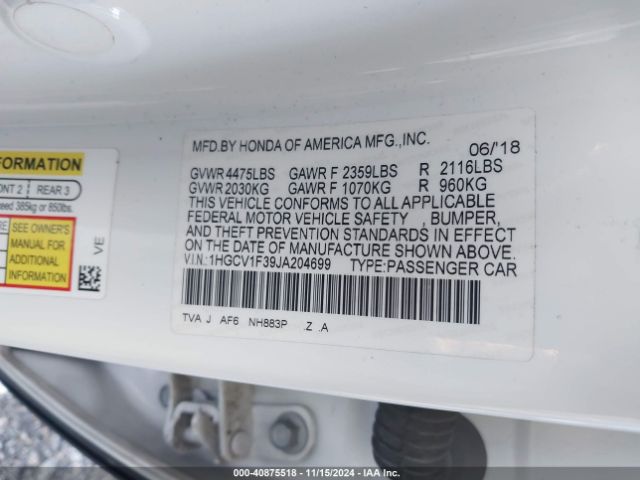 MFD.BY HONDA OF AMERICA MFG.,INC. 06/'18
GVWR 4475LBS GAWR F 2359LBS R 2116LBS
GVWR 2030KG GAWR F 1070KG R 960KG
THIS VEHICLE CONFORMS TO ALL APPLICABLE
FEDERAL MOTOR VEHICLE SAFETY , BUMPER,
AND THEFT PREVENTION STANDARDS IN EFFECT
ON THE DATE OF MANUFACTURE SHOWN ABOVE.
V.I.N.:1HGCV1F39JA204699 TYPE:PASSENGER CAR
TVA J AF6 NH883P .Z .A
FORMATION
ONT 2 REAR 3
ceed 385kg or 850lbs.
RE
SEE OWNER'S
MANUAL FOR
ADDITIONAL
INFORMATION
VE
000-40875518 - 11/15/2024 - IAA Inc.